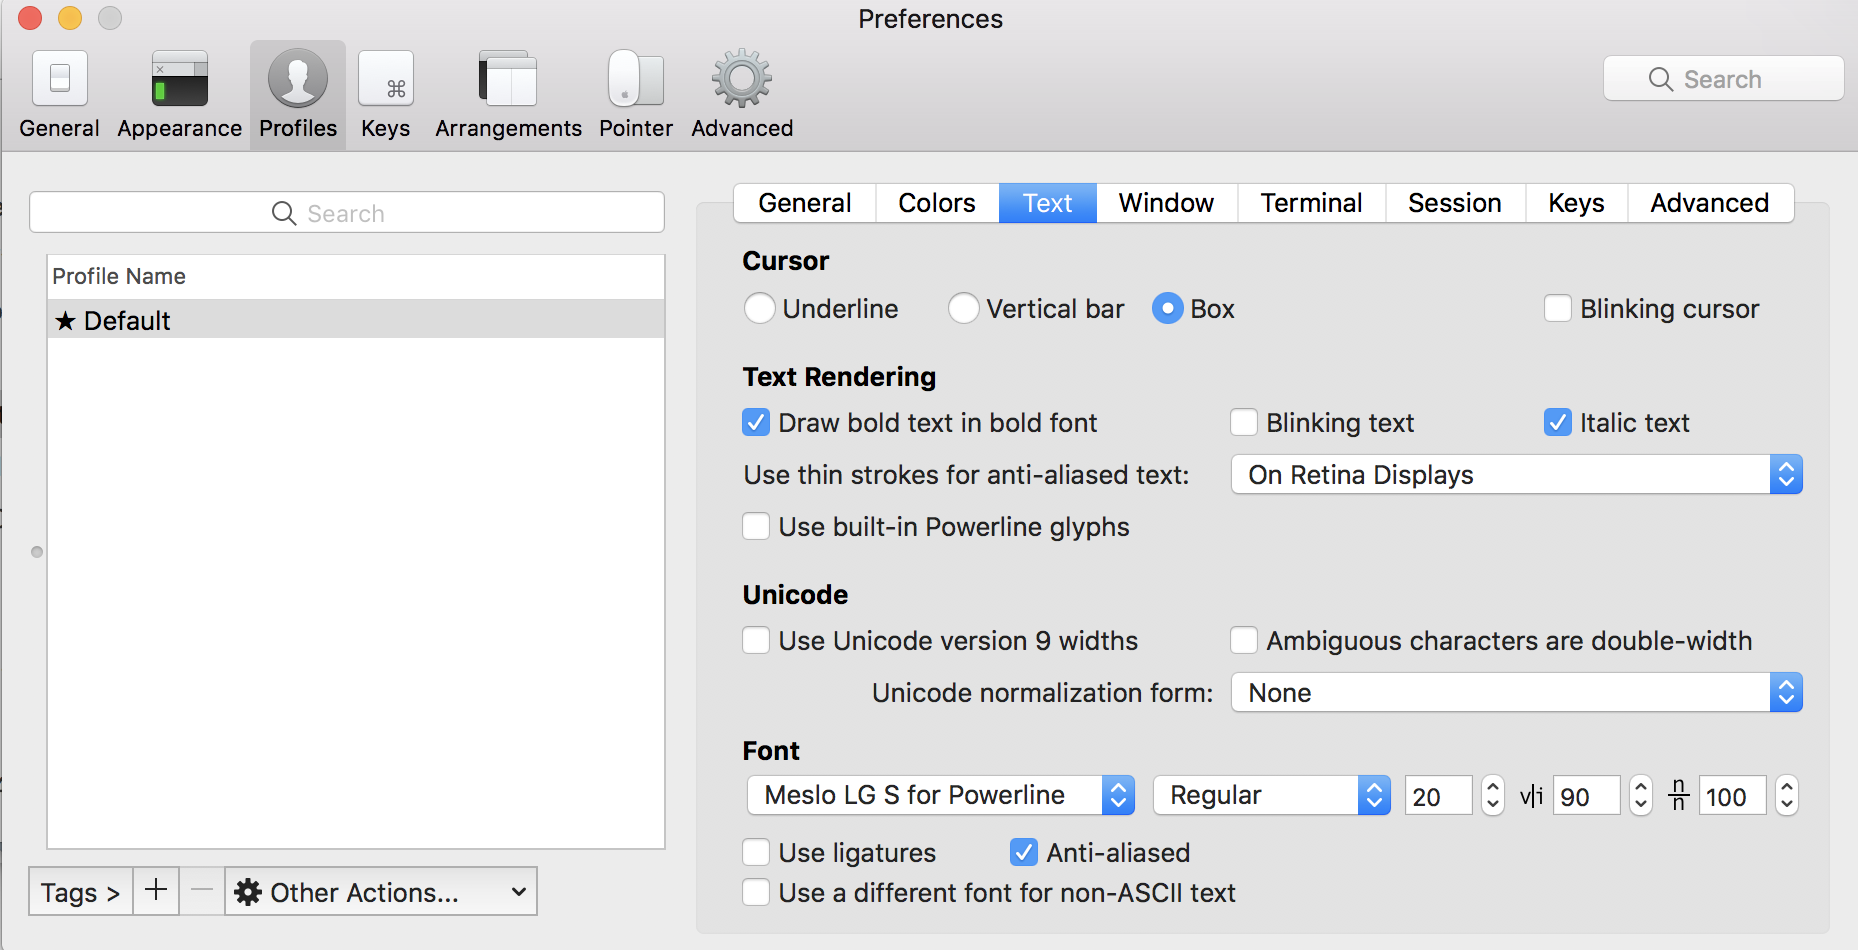 Preferences
General Appearance Profiles Keys Arrangements Pointer Advanced
Search
Search
Profile Name
★ Default
Tags > + − Other Actions...
General Colors Text Window Terminal Session Keys Advanced
Cursor
Underline Vertical bar Box Blinking cursor
Text Rendering
Draw bold text in bold font Blinking text Italic text
Use thin strokes for anti-aliased text: On Retina Displays
Use built-in Powerline glyphs
Unicode
Use Unicode version 9 widths Ambiguous characters are double-width
Unicode normalization form: None
Font
Meslo LG S for Powerline Regular 20 v|i 90 n/n 100
Use ligatures Anti-aliased
Use a different font for non-ASCII text